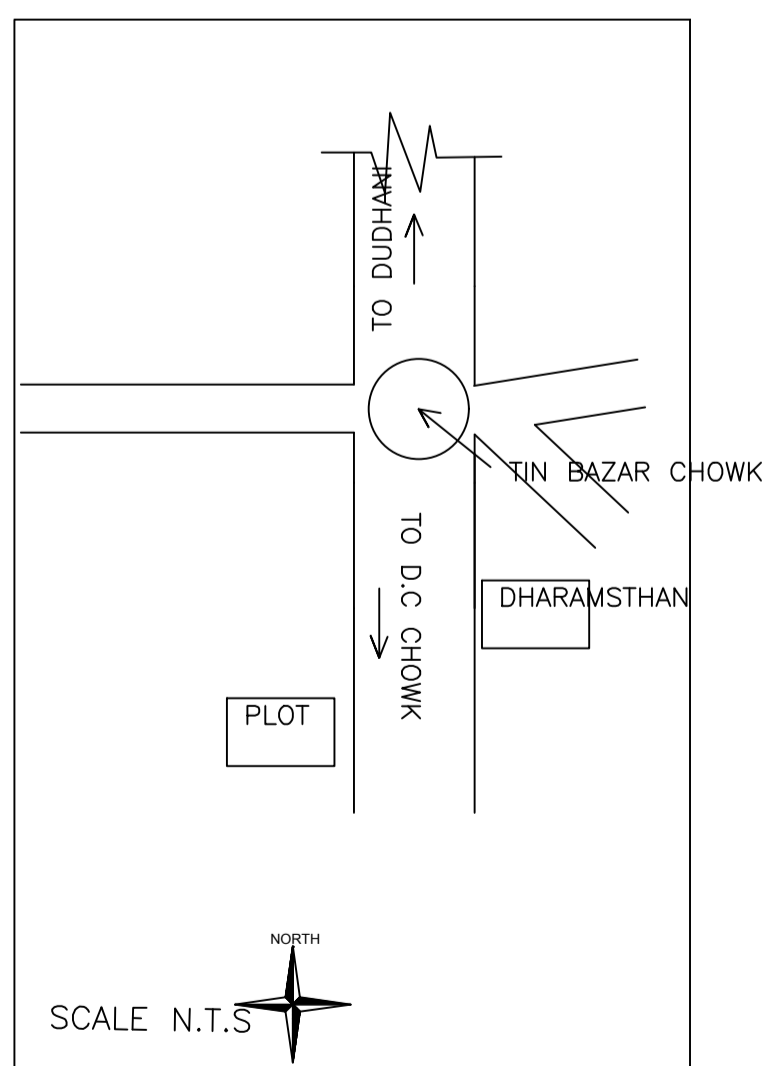 TO DUDHANI
TIN BAZAR CHOWK
TO D.C CHOWK
DHARAMSTHAN
PLOT
NORTH
SCALE N.T.S